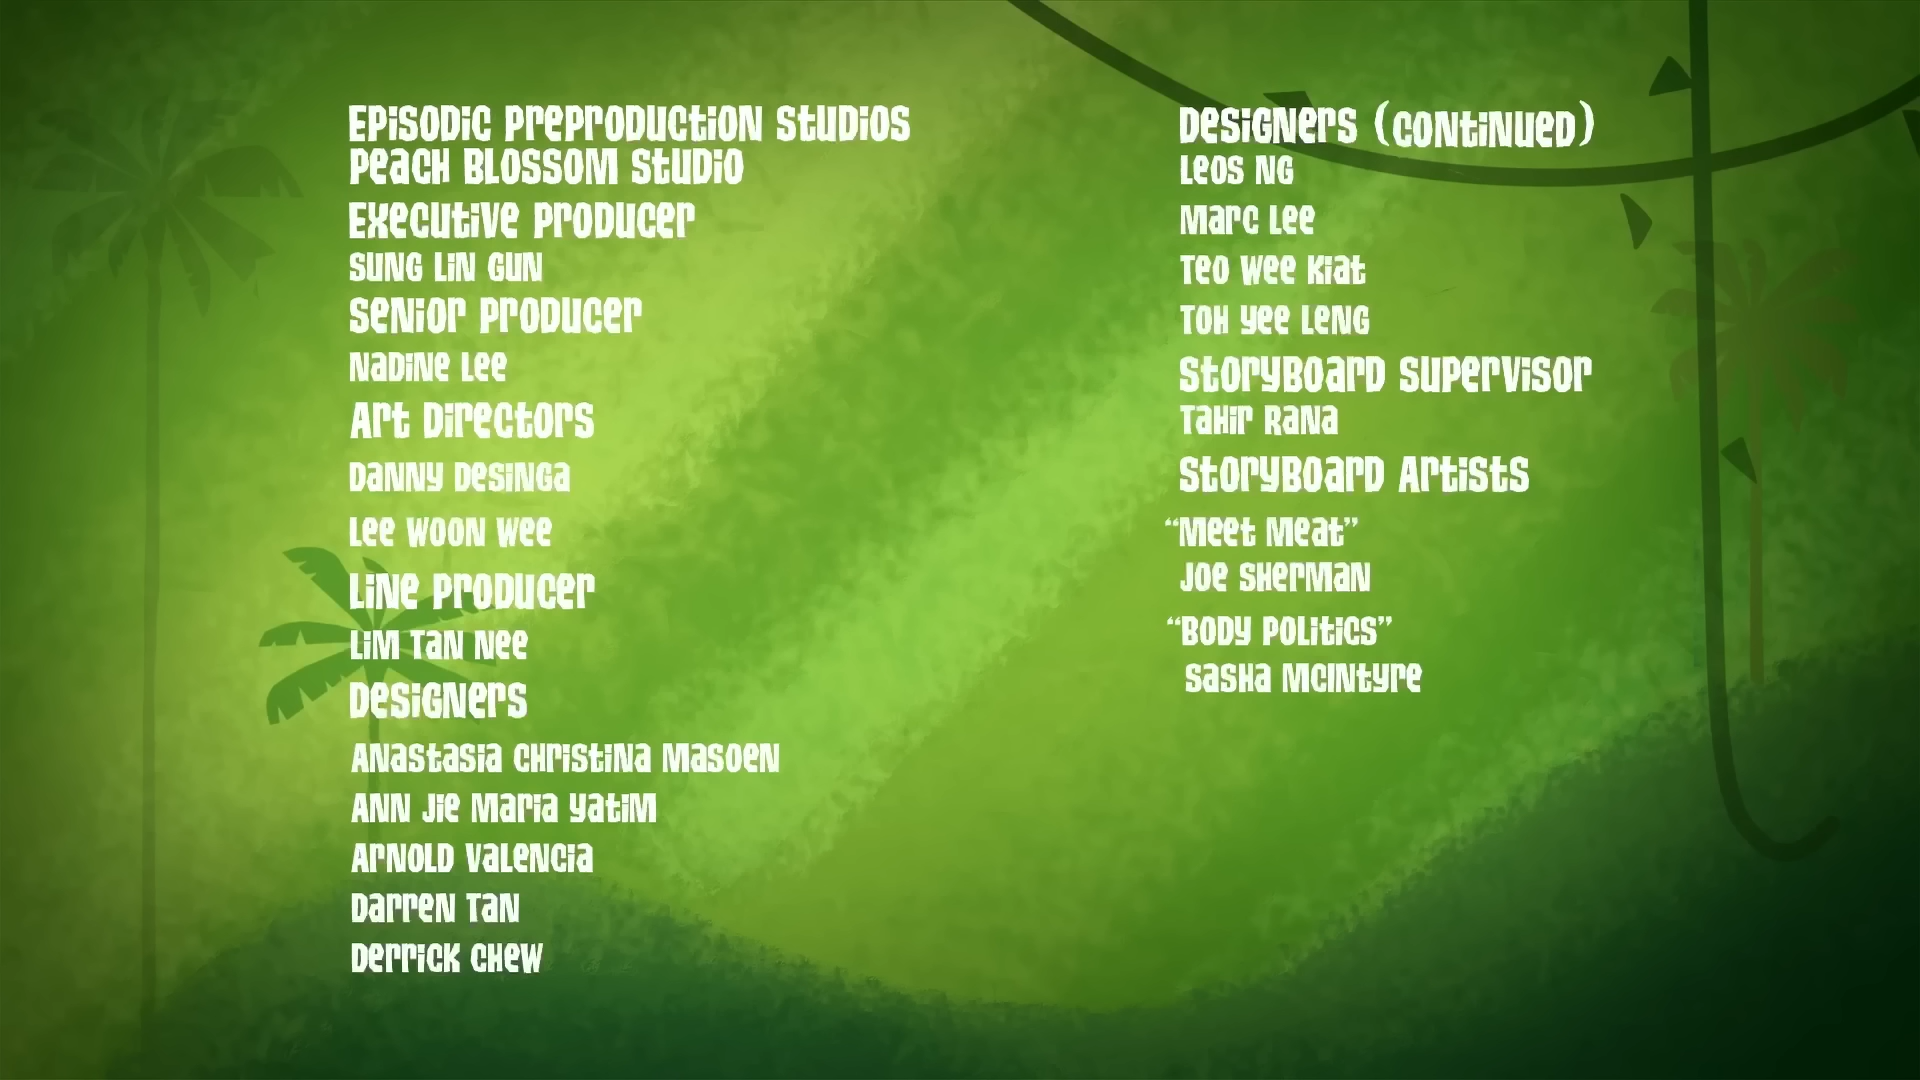 Episodic Preproduction Studios
Peach Blossom Studio
Executive Producer
Sung Lin Gun
Senior Producer
Nadine Lee
Art Directors
Danny Desinga
Lee Woon Wee
Line Producer
Lim Tan Nee
Designers
Anastasia Christina Masoen
Ann Jie Maria Yatim
Arnold Valencia
Darren Tan
Derrick Chew
Designers (continued)
Leos Ng
Marc Lee
Teo Wee Kiat
Toh Yee Leng
Storyboard Supervisor
Tahir Rana
Storyboard Artists
“Meet Meat”
Joe Sherman
“Body Politics”
Sasha McIntyre